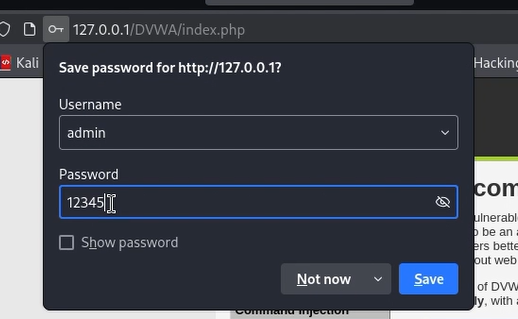 127.0.0.1/DVWA/index.php
Kali
Hacking
Save password for http://127.0.0.1?
Username
admin
Password
12345
Show password
Not now
Save
com
ulnerable
o be an a
ers bette
out web
of DVW
ly, with a
Command Injection